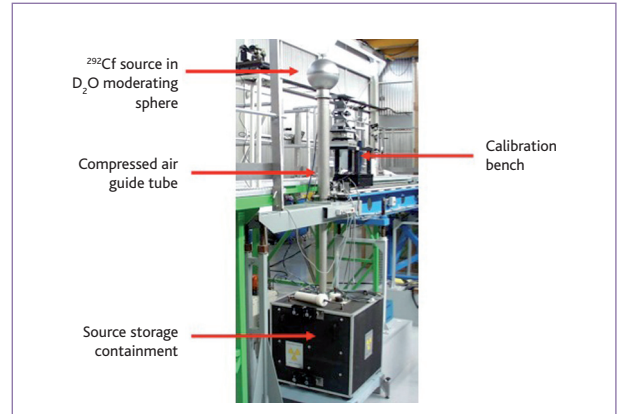 ²⁹²Cf source in
D₂O moderating
sphere
Compressed air
guide tube
Calibration
bench
Source storage
containment